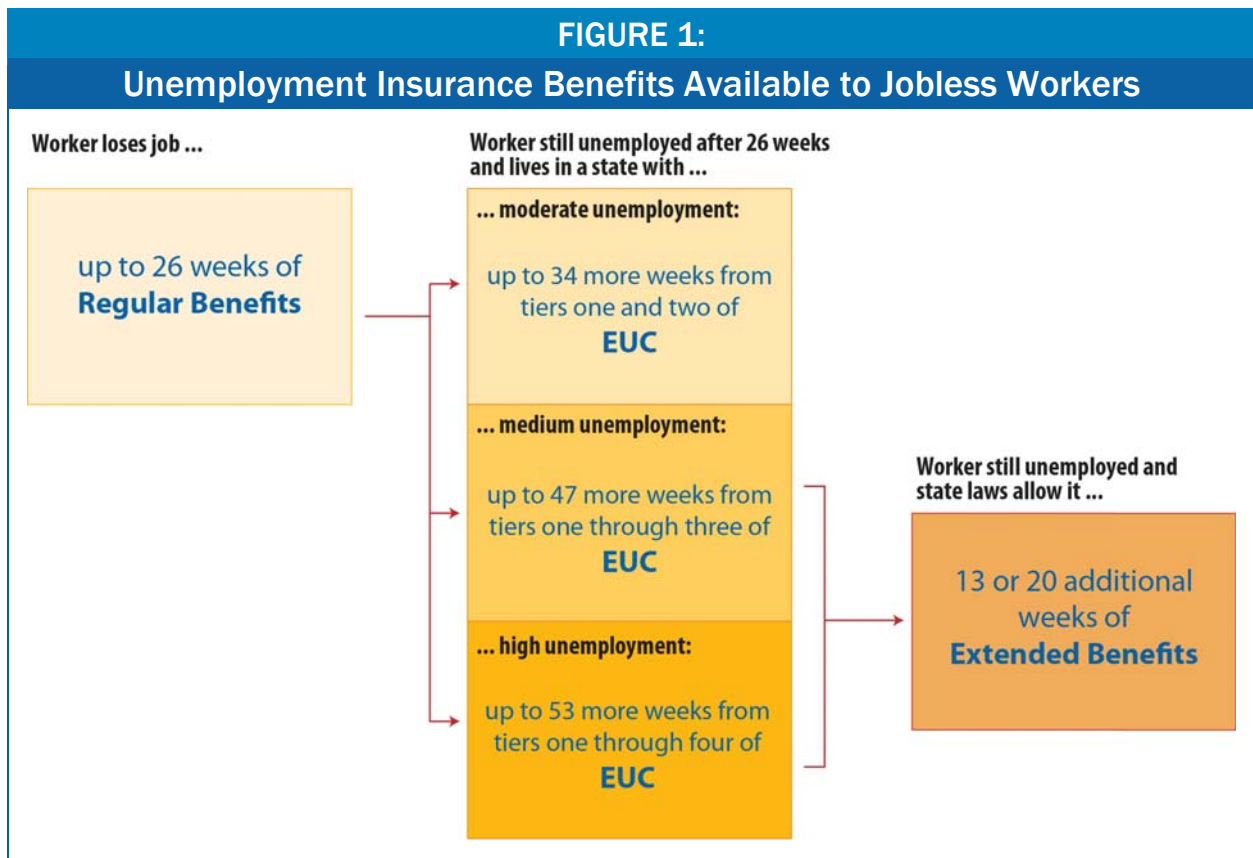 FIGURE 1:
Unemployment Insurance Benefits Available to Jobless Workers
Worker loses job ...
up to 26 weeks of
Regular Benefits
Worker still unemployed after 26 weeks
and lives in a state with ...
... moderate unemployment:
up to 34 more weeks from
tiers one and two of
EUC
... medium unemployment:
up to 47 more weeks from
tiers one through three of
EUC
... high unemployment:
up to 53 more weeks from
tiers one through four of
EUC
Worker still unemployed and
state laws allow it ...
13 or 20 additional
weeks of
Extended Benefits